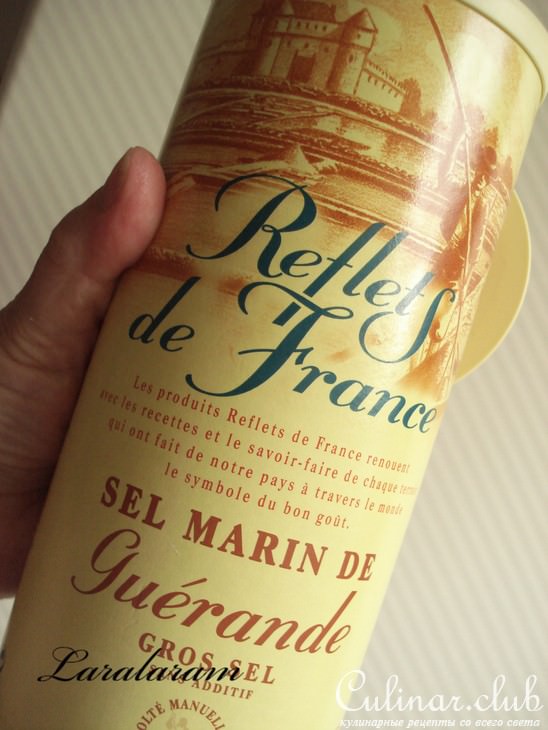 Reflets
de France
Les produits Reflets de France renouent
avec les recettes et le savoir-faire de chaque
qui ont fait de notre pays à travers le monde
le symbole du bon goût.
SEL MARIN DE
Guérande
GROS SEL
ADDITIF
Laralaram
MANUELL
Culinar.club
кулинарные рецепты со всего света